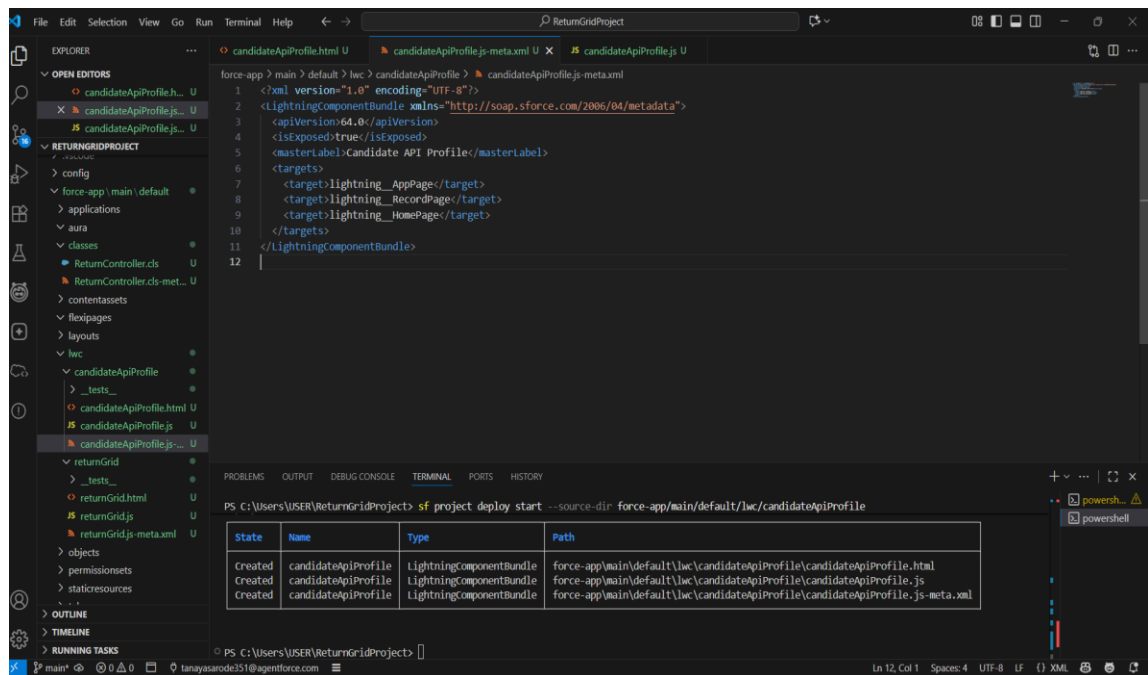 File Edit Selection View Go Run Terminal Help
ReturnGridProject
EXPLORER
OPEN EDITORS
candidateApiProfile.h... U
candidateApiProfile.js... U
JS candidateApiProfile.js... U
RETURNGRIDPROJECT
.vscode
config
force-app\main\default
applications
aura
classes
ReturnController.cls U
ReturnController.cls-met... U
contentassets
flexipages
layouts
lwc
candidateApiProfile
__tests__
candidateApiProfile.html U
JS candidateApiProfile.js U
candidateApiProfile.js-... U
returnGrid
__tests__
returnGrid.html U
JS returnGrid.js U
returnGrid.js-meta.xml U
objects
permissionsets
staticresources
OUTLINE
TIMELINE
RUNNING TASKS
16
candidateApiProfile.html U candidateApiProfile.js-meta.xml U JS candidateApiProfile.js U
force-app > main > default > lwc > candidateApiProfile > candidateApiProfile.js-meta.xml
1 <?xml version="1.0" encoding="UTF-8"?>
2 <LightningComponentBundle xmlns="http://soap.sforce.com/2006/04/metadata">
3 <apiVersion>64.0</apiVersion>
4 <isExposed>true</isExposed>
5 <masterLabel>Candidate API Profile</masterLabel>
6 <targets>
7 <target>lightning__AppPage</target>
8 <target>lightning__RecordPage</target>
9 <target>lightning__HomePage</target>
10 </targets>
11 </LightningComponentBundle>
12
PROBLEMS OUTPUT DEBUG CONSOLE TERMINAL PORTS HISTORY
PS C:\Users\USER\ReturnGridProject> sf project deploy start --source-dir force-app/main/default/lwc/candidateApiProfile
State Name Type Path
Created candidateApiProfile LightningComponentBundle force-app\main\default\lwc\candidateApiProfile\candidateApiProfile.html
Created candidateApiProfile LightningComponentBundle force-app\main\default\lwc\candidateApiProfile\candidateApiProfile.js
Created candidateApiProfile LightningComponentBundle force-app\main\default\lwc\candidateApiProfile\candidateApiProfile.js-meta.xml
PS C:\Users\USER\ReturnGridProject>
powersh...
powershell
main* 0 0 tanayasarode351@agentforce.com Ln 12, Col 1 Spaces: 4 UTF-8 LF {} XML